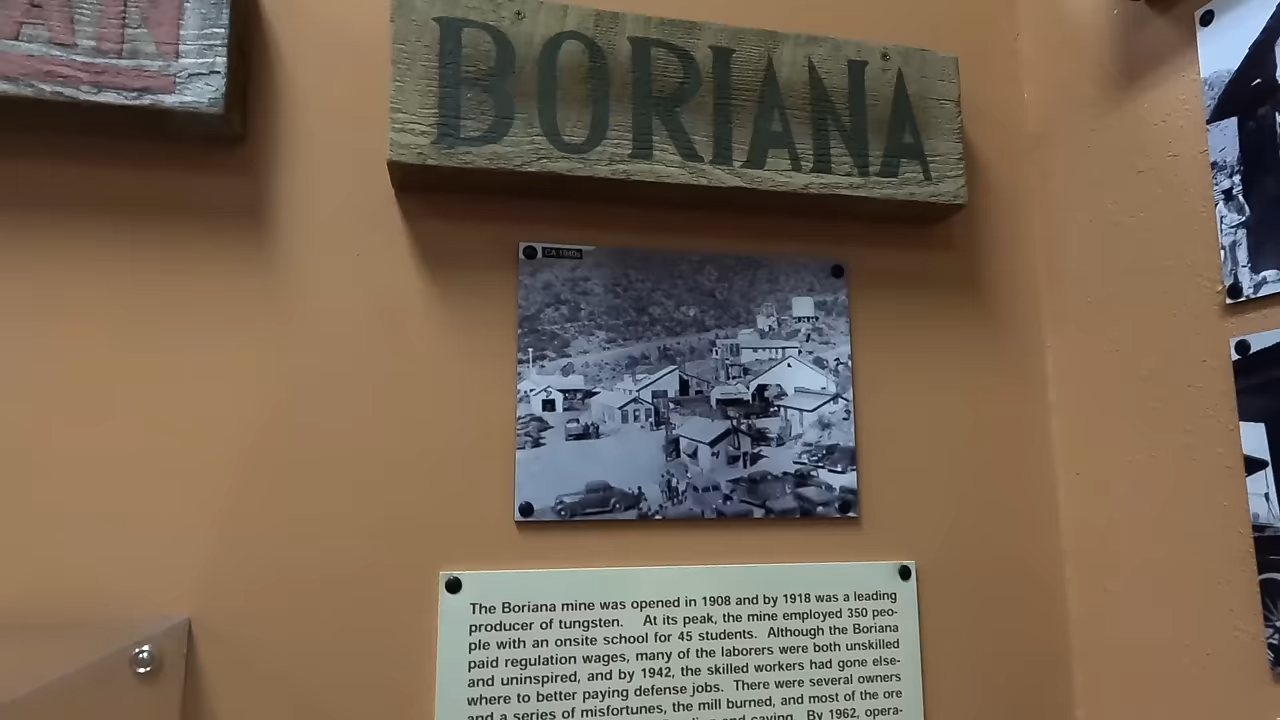 AIN
BORIANA
CA 1940s
The Boriana mine was opened in 1908 and by 1918 was a leading
producer of tungsten. At its peak, the mine employed 350 peo-
ple with an onsite school for 45 students. Although the Boriana
paid regulation wages, many of the laborers were both unskilled
and uninspired, and by 1942, the skilled workers had gone else-
where to better paying defense jobs. There were several owners
and a series of misfortunes, the mill burned, and most of the ore
and caving. By 1962, opera-